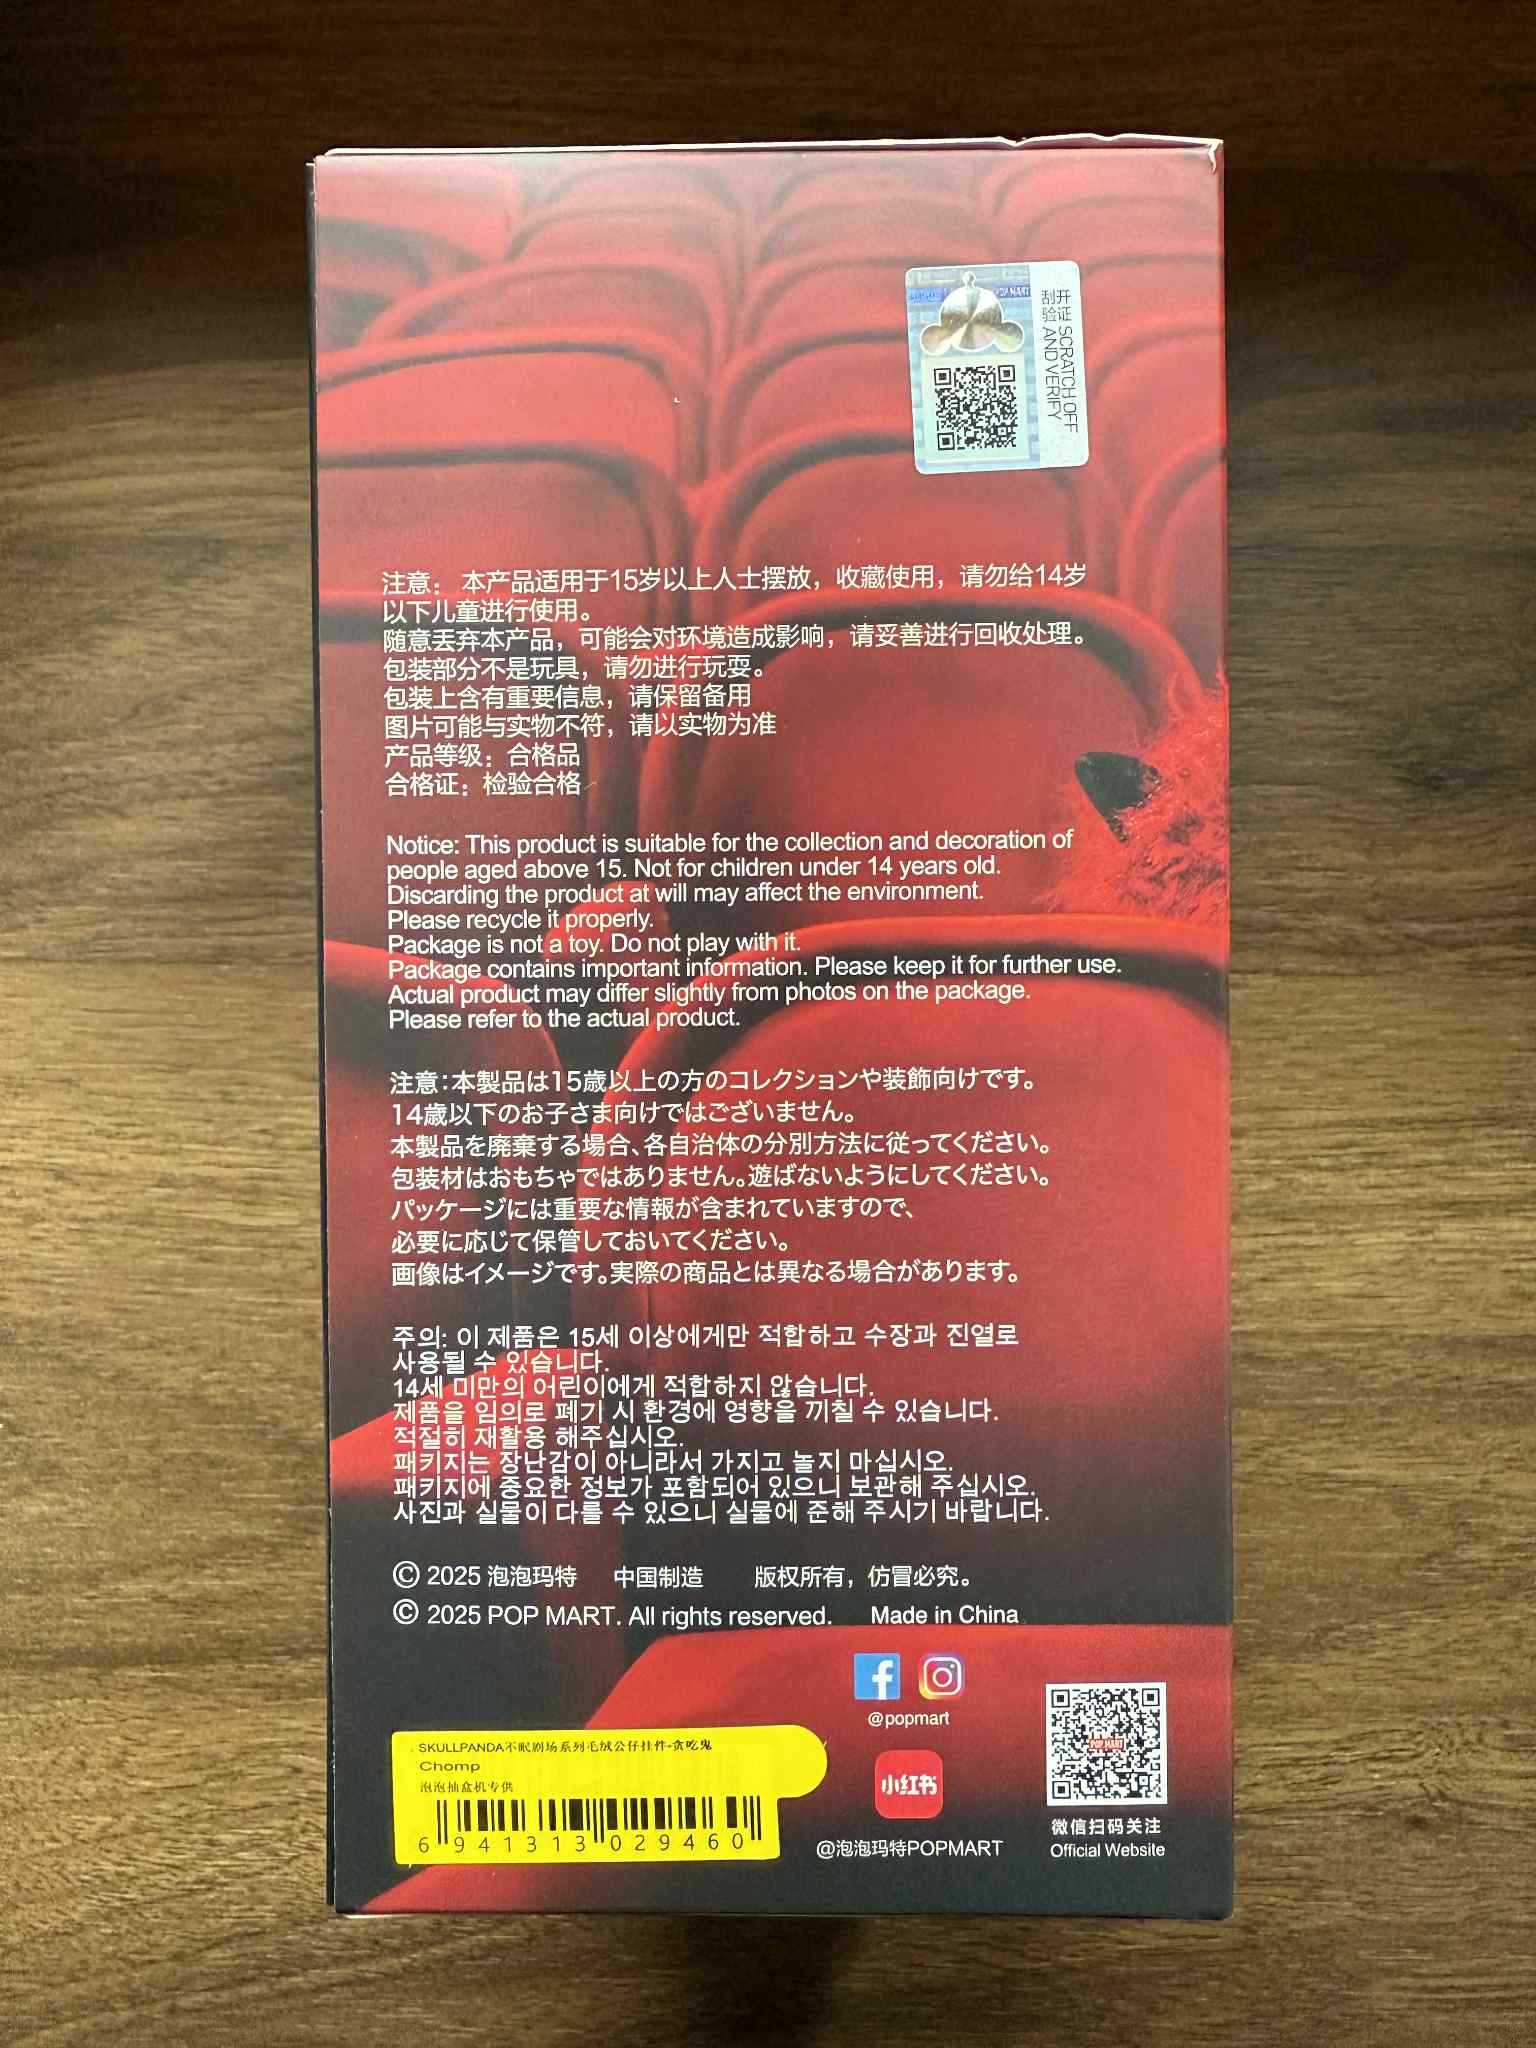 POP MART
刮开
验证
SCRATCH OFF
AND VERIFY
注意： 本产品适用于15岁以上人士摆放，收藏使用，请勿给14岁
以下儿童进行使用。
随意丢弃本产品，可能会对环境造成影响，请妥善进行回收处理。
包装部分不是玩具，请勿进行玩耍。
包装上含有重要信息，请保留备用
图片可能与实物不符，请以实物为准
产品等级：合格品
合格证：检验合格
Notice: This product is suitable for the collection and decoration of
people aged above 15. Not for children under 14 years old.
Discarding the product at will may affect the environment.
Please recycle it properly.
Package is not a toy. Do not play with it.
Package contains important information. Please keep it for further use.
Actual product may differ slightly from photos on the package.
Please refer to the actual product.
注意：本製品は15歳以上の方のコレクションや装飾向けです。
14歳以下のお子さま向けではございません。
本製品を廃棄する場合、各自治体の分別方法に従ってください。
包装材はおもちゃではありません。遊ばないようにしてください。
パッケージには重要な情報が含まれていますので、
必要に応じて保管しておいてください。
画像はイメージです。実際の商品とは異なる場合があります。
주의: 이 제품은 15세 이상에게만 적합하고 수장과 진열로
사용될 수 있습니다.
14세 미만의 어린이에게 적합하지 않습니다.
제품을 임의로 폐기 시 환경에 영향을 끼칠 수 있습니다.
적절히 재활용 해주십시오.
패키지는 장난감이 아니라서 가지고 놀지 마십시오.
패키지에 중요한 정보가 포함되어 있으니 보관해 주십시오.
사진과 실물이 다를 수 있으니 실물에 준해 주시기 바랍니다.
© 2025 泡泡玛特 中国制造 版权所有，仿冒必究。
© 2025 POP MART. All rights reserved. Made in China
@popmart
SKULLPANDA不眠剧场系列毛绒公仔挂件-贪吃鬼
Chomp
泡泡抽盒机专供
6 941313 029460
小红书
@泡泡玛特POPMART
POP MART
微信扫码关注
Official Website